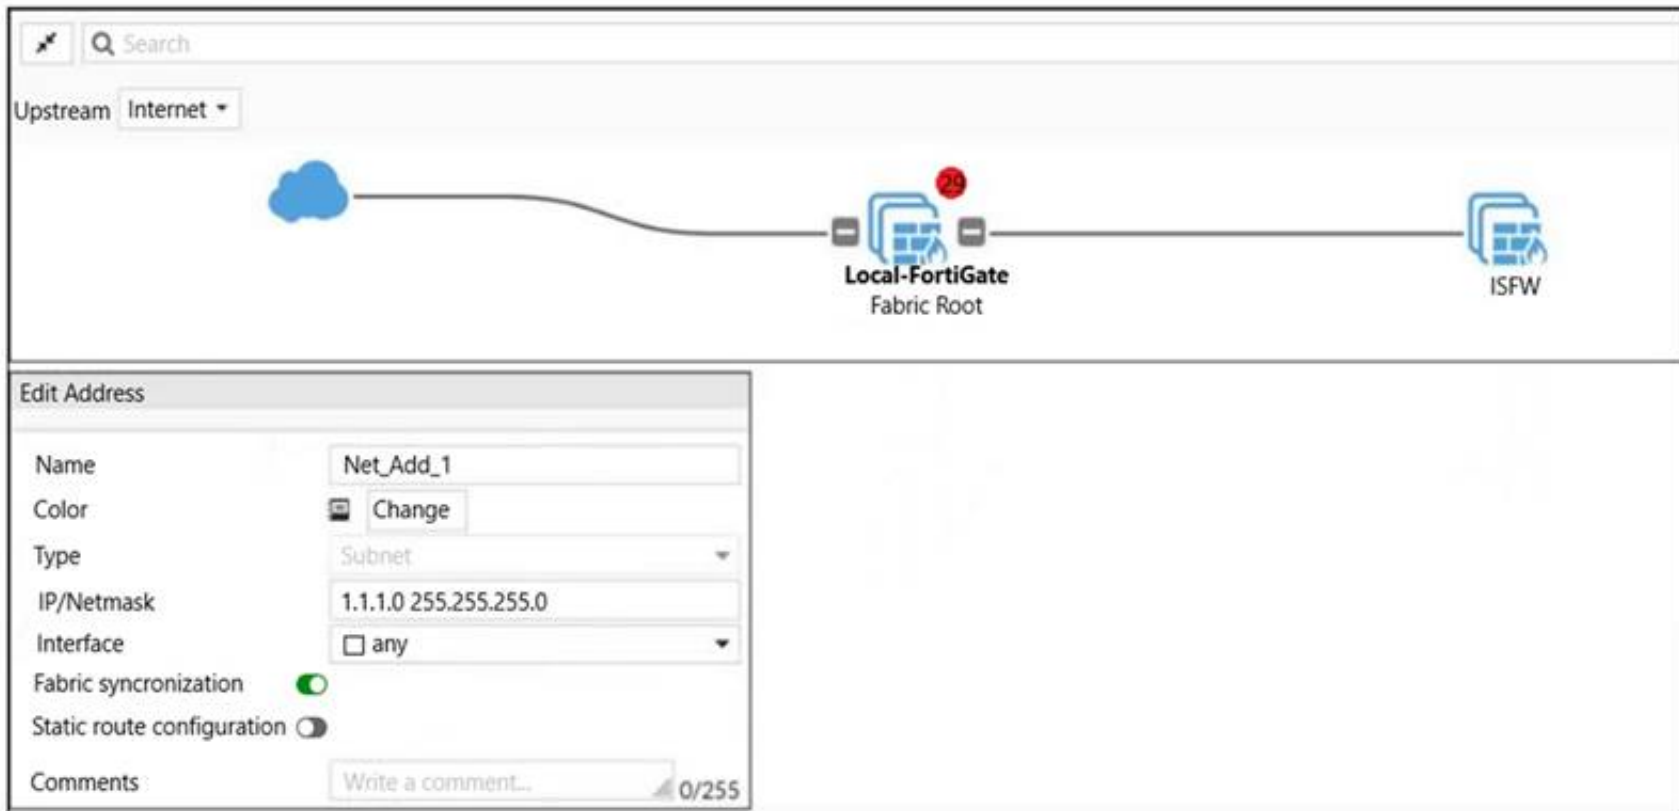 Search
Upstream Internet
29
Local-FortiGate
Fabric Root
ISFW
Edit Address
Name Net_Add_1
Color Change
Type Subnet
IP/Netmask 1.1.1.0 255.255.255.0
Interface any
Fabric syncronization
Static route configuration
Comments Write a comment... 0/255